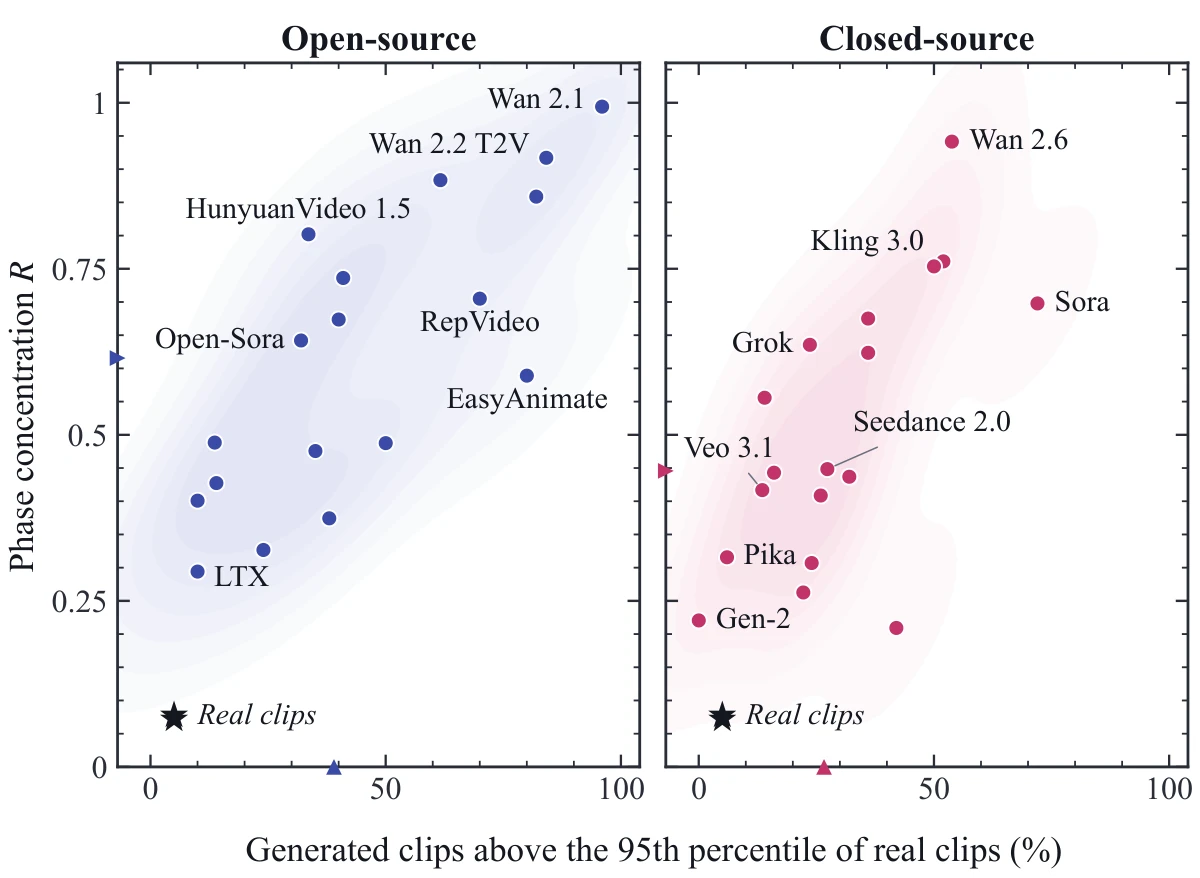 Open-source
Closed-source
Phase concentration R
1
0.75
0.5
0.25
0
Wan 2.1
Wan 2.2 T2V
HunyuanVideo 1.5
RepVideo
Open-Sora
EasyAnimate
LTX
Real clips
0
50
100
Wan 2.6
Kling 3.0
Sora
Grok
Seedance 2.0
Veo 3.1
Pika
Gen-2
Real clips
0
50
100
Generated clips above the 95th percentile of real clips (%)